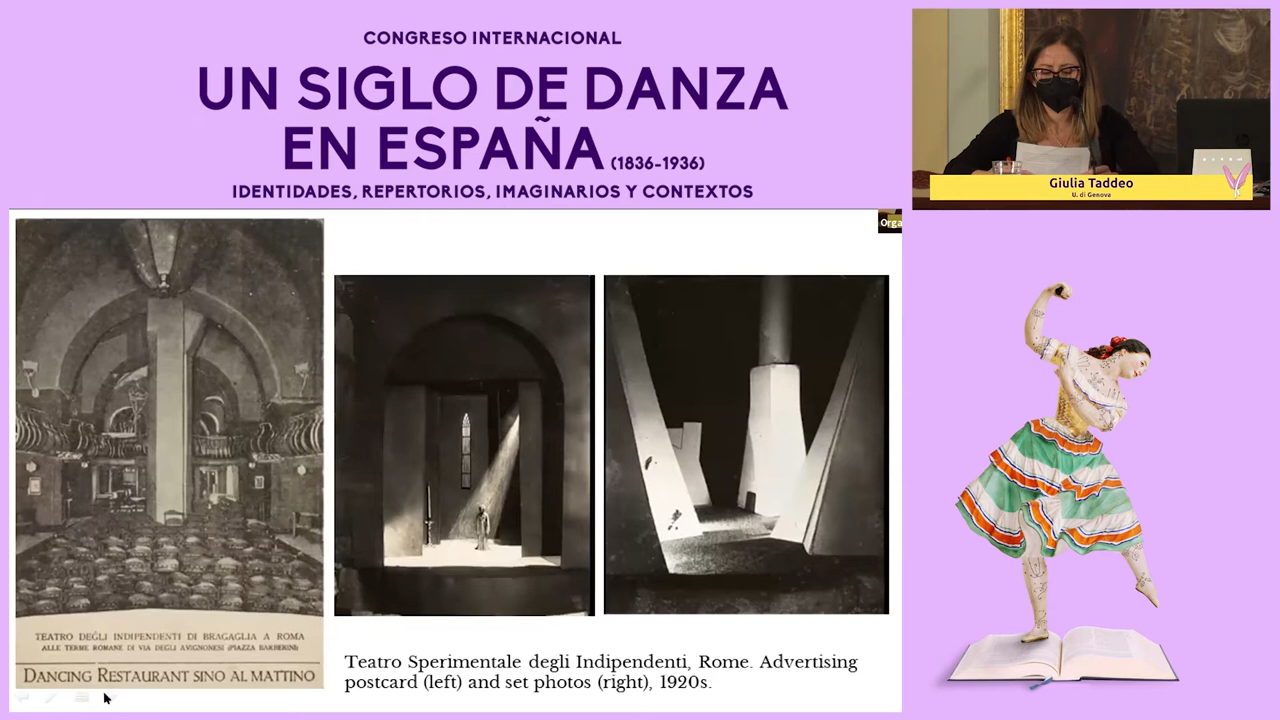 CONGRESO INTERNACIONAL
UN SIGLO DE DANZA
EN ESPAÑA (1836-1936)
IDENTIDADES, REPERTORIOS, IMAGINARIOS Y CONTEXTOS
Giulia Taddeo
U. di Genova
Orga
TEATRO DEGLI INDIPENDENTI DI BRAGAGLIA A ROMA
ALLE TERME ROMANE DI VIA DEGLI AVIGNONESI (PIAZZA BARBERINI)
DANCING RESTAURANT SINO AL MATTINO
Teatro Sperimentale degli Indipendenti, Rome. Advertising
postcard (left) and set photos (right), 1920s.